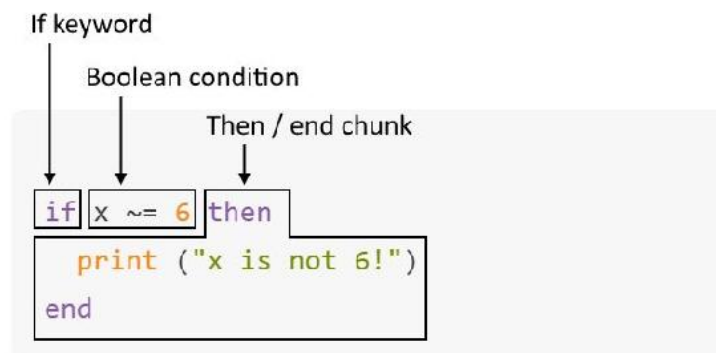 If keyword
Boolean condition
Then / end chunk
if x ~= 6 then
print ("x is not 6!")
end